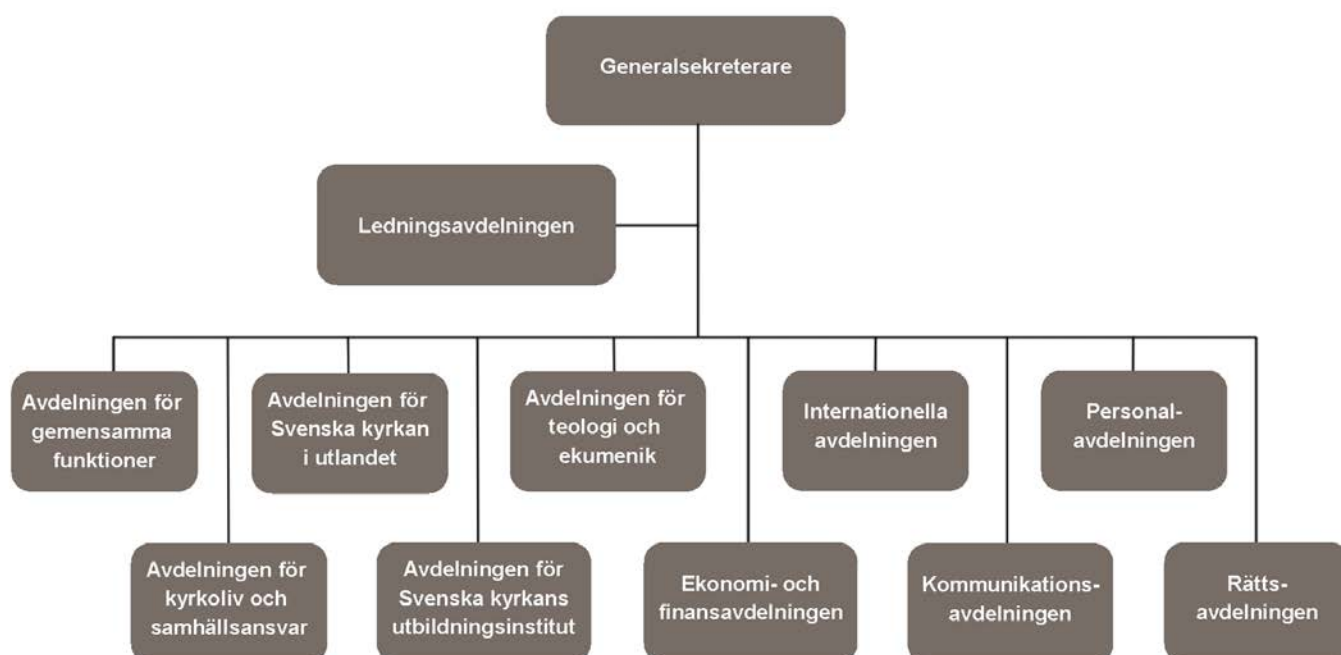 Generalsekreterare
Ledningsavdelningen
Avdelningen för
gemensamma
funktioner
Avdelningen för
Svenska kyrkan
i utlandet
Avdelningen för
teologi och
ekumenik
Internationella
avdelningen
Personal-
avdelningen
Avdelningen för
kyrkoliv och
samhällsansvar
Avdelningen för
Svenska kyrkans
utbildningsinstitut
Ekonomi- och
finansavdelningen
Kommunikations-
avdelningen
Rätts-
avdelningen